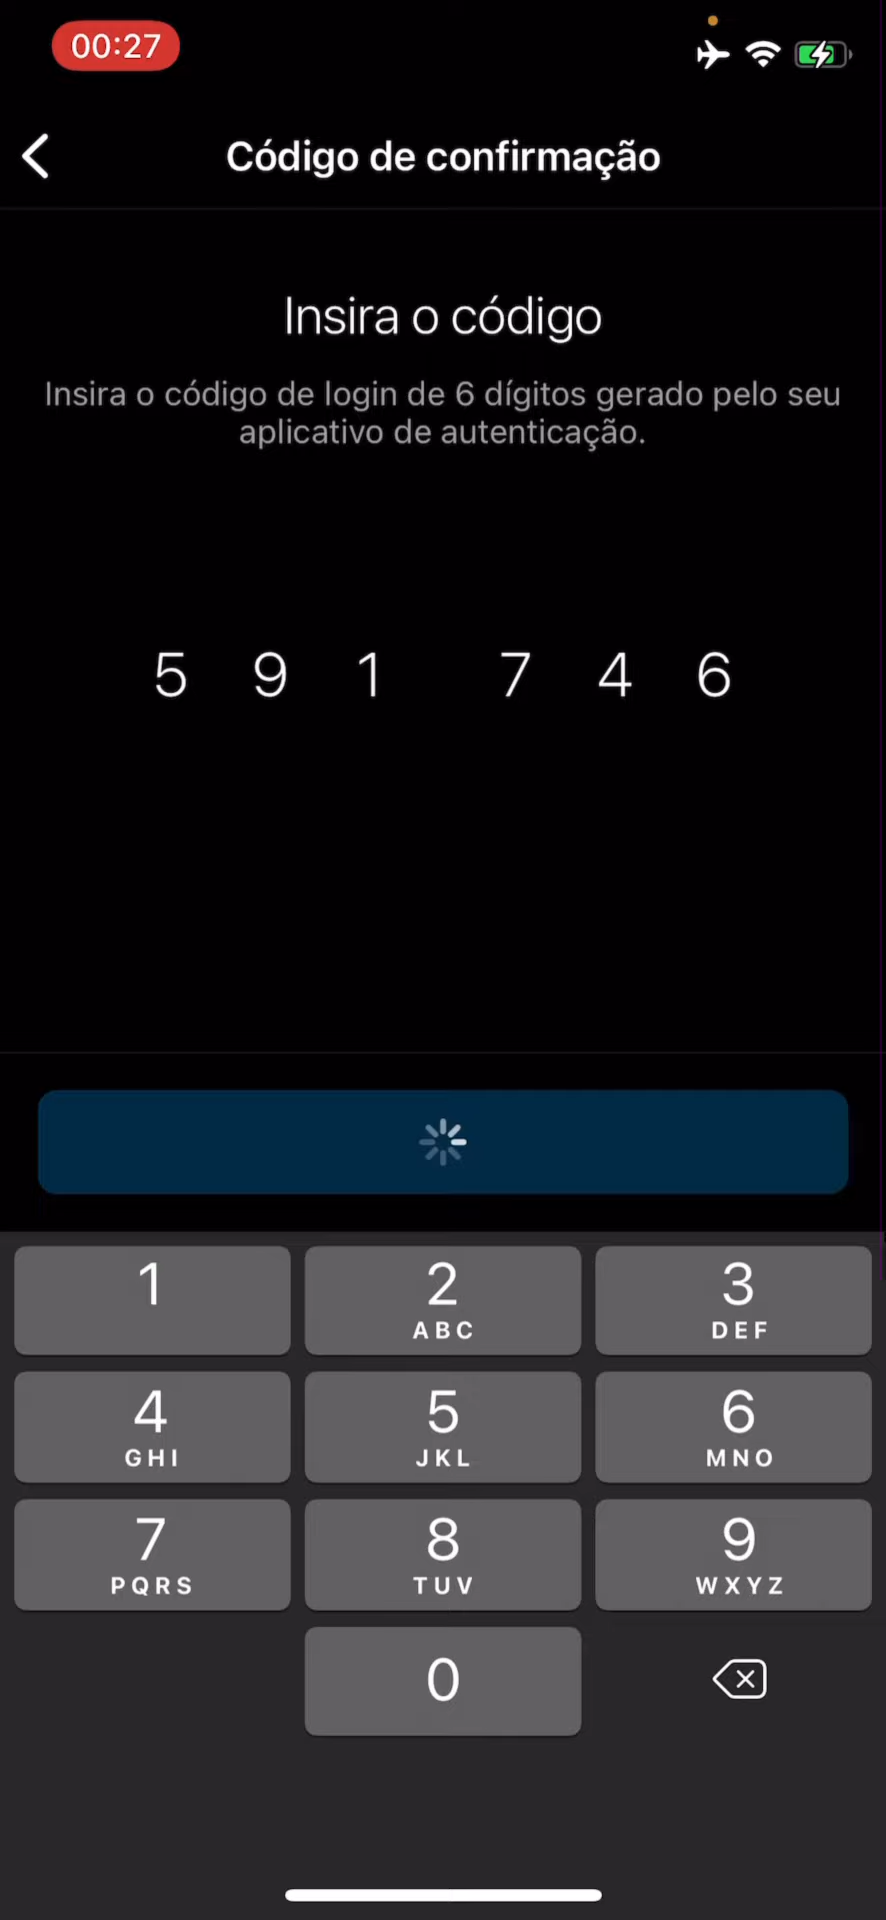 00:27
Código de confirmação
Insira o código
Insira o código de login de 6 dígitos gerado pelo seu
aplicativo de autenticação.
5 9 1 7 4 6
1 2 3
ABC DEF
4 5 6
GHI JKL MNO
7 8 9
PQRS TUV WXYZ
0